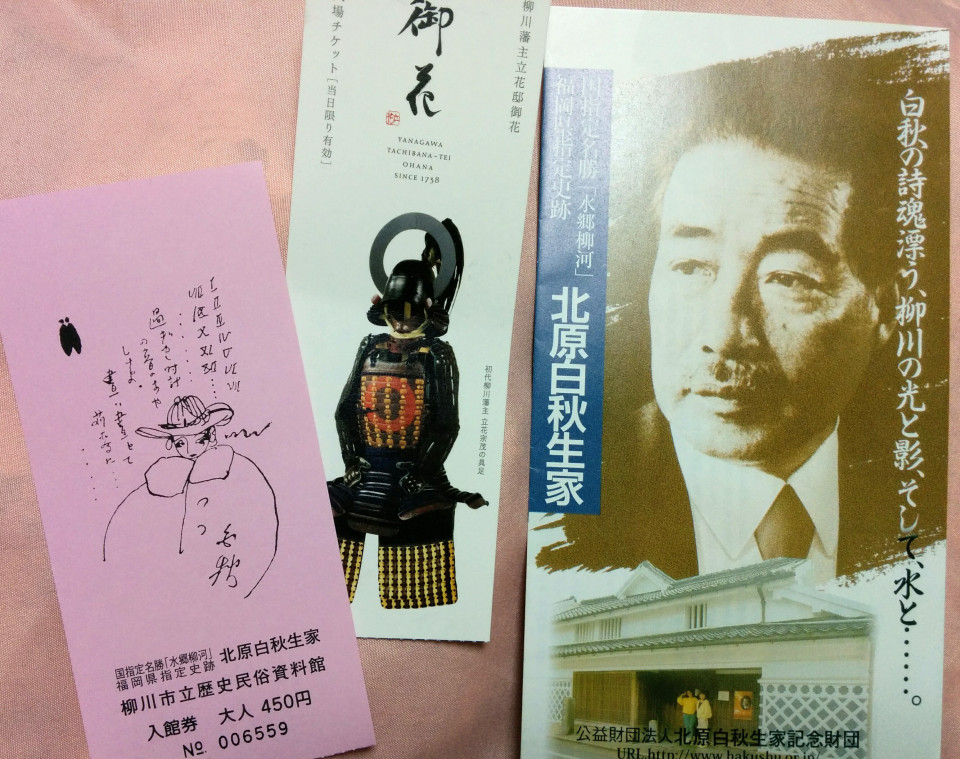 国指定名勝「水郷柳河」
福岡県指定史跡
北原白秋生家
柳川市立歴史民俗資料館
入館券 大人 450円
No. 006559
御花
柳川藩主立花邸御花
場チケット［当日限り有効］
YANAGAWA
TACHIBANA-TEI
OHANA
SINCE 1738
初代柳川藩主 立花宗茂の具足
白秋の詩魂漂う、柳川の光と影、そして、水と……。
国指定名勝「水郷柳河」
福岡県指定史跡
北原白秋生家
公益財団法人北原白秋生家記念財団
URL.http://www.hakushu.or.jp/